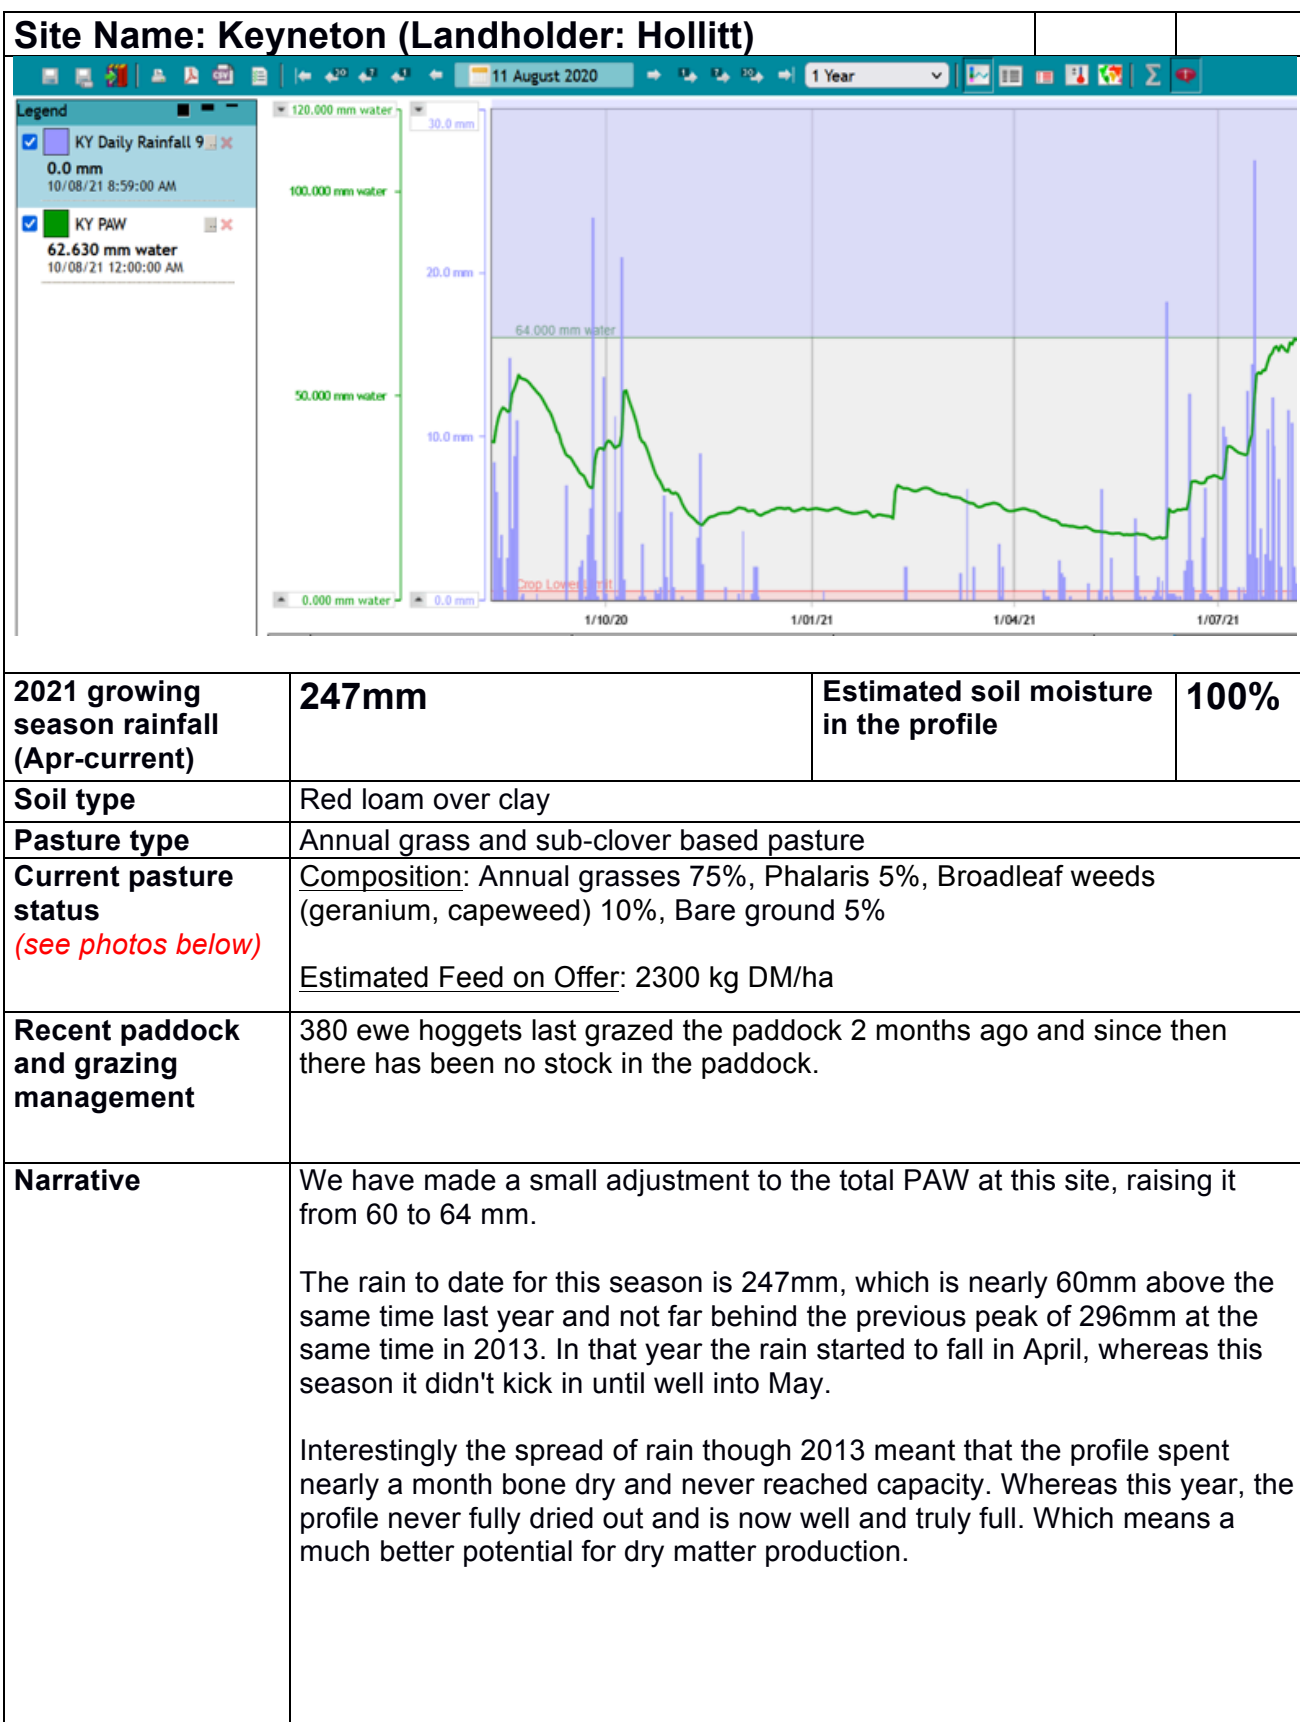 Site Name: Keyneton (Landholder: Hollitt)
11 August 2020
1 Year
Legend
KY Daily Rainfall 9
0.0 mm
10/08/21 8:59:00 AM
KY PAW
62.630 mm water
10/08/21 12:00:00 AM
120.000 mm water
100.000 mm water
50.000 mm water
0.000 mm water
30.0 mm
20.0 mm
10.0 mm
0.0 mm
64.000 mm water
Crop Lower Limit
1/10/20
1/01/21
1/04/21
1/07/21
2021 growing
season rainfall
(Apr-current)
247mm
Estimated soil moisture
in the profile
100%
Soil type
Red loam over clay
Pasture type
Annual grass and sub-clover based pasture
Current pasture
status
(see photos below)
Composition: Annual grasses 75%, Phalaris 5%, Broadleaf weeds
(geranium, capeweed) 10%, Bare ground 5%
Estimated Feed on Offer: 2300 kg DM/ha
Recent paddock
and grazing
management
380 ewe hoggets last grazed the paddock 2 months ago and since then
there has been no stock in the paddock.
Narrative
We have made a small adjustment to the total PAW at this site, raising it
from 60 to 64 mm.
The rain to date for this season is 247mm, which is nearly 60mm above the
same time last year and not far behind the previous peak of 296mm at the
same time in 2013. In that year the rain started to fall in April, whereas this
season it didn't kick in until well into May.
Interestingly the spread of rain though 2013 meant that the profile spent
nearly a month bone dry and never reached capacity. Whereas this year, the
profile never fully dried out and is now well and truly full. Which means a
much better potential for dry matter production.